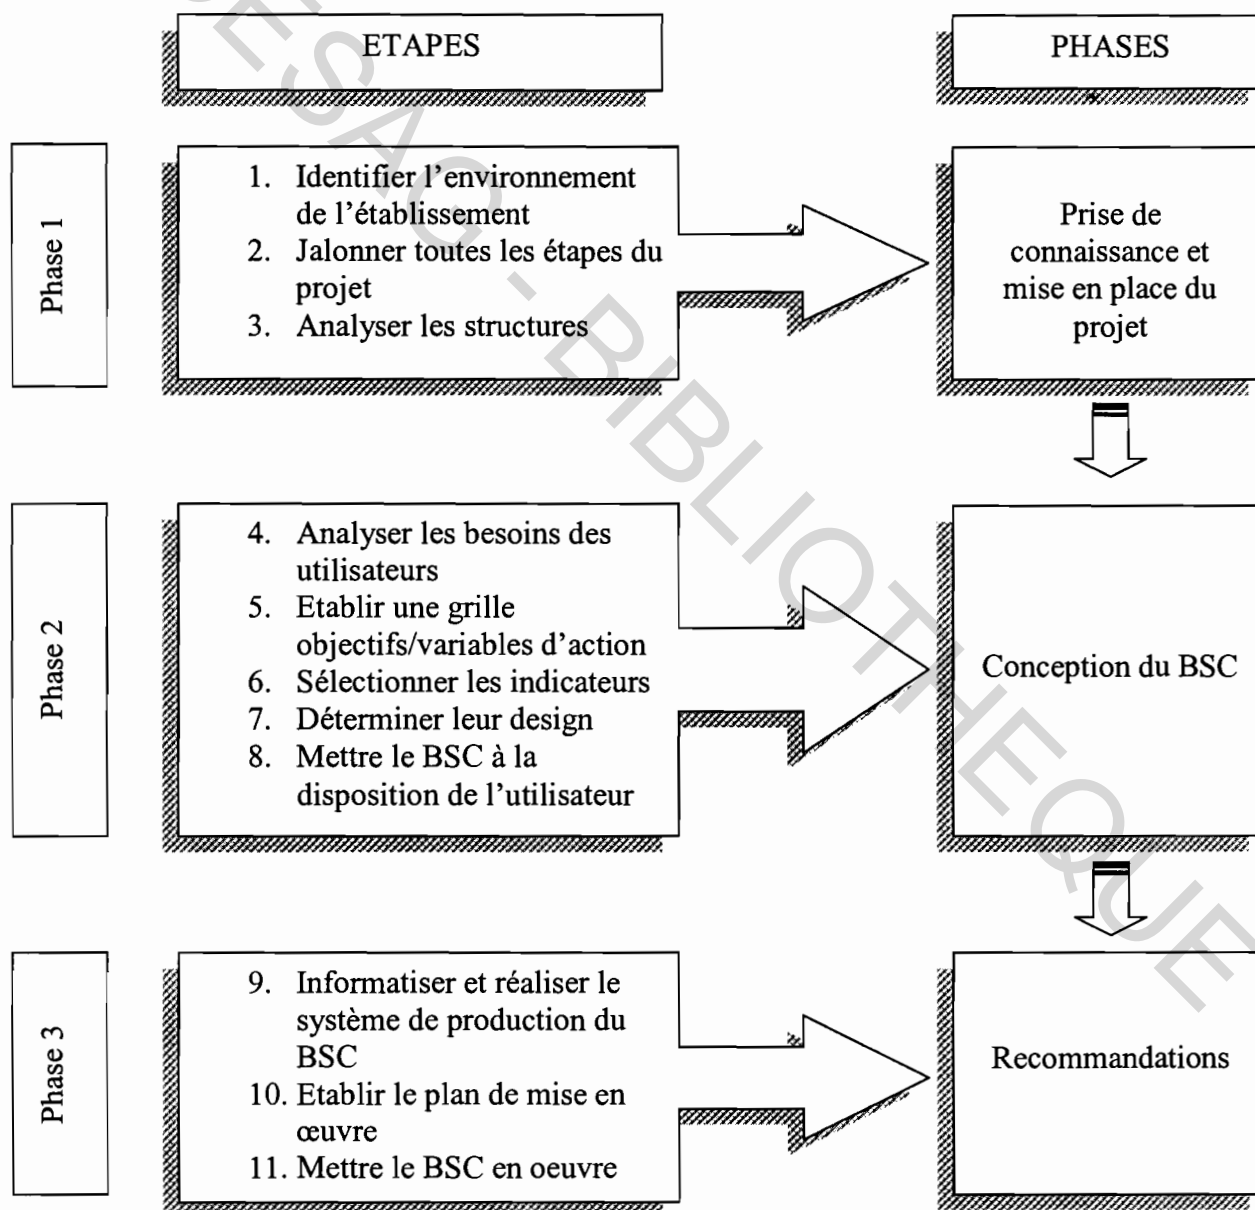 ETAPES
PHASES
Phase 1
1. Identifier l’environnement
de l’établissement
2. Jalonner toutes les étapes du
projet
3. Analyser les structures
Prise de
connaissance et
mise en place du
projet
Phase 2
4. Analyser les besoins des
utilisateurs
5. Etablir une grille
objectifs/variables d’action
6. Sélectionner les indicateurs
7. Déterminer leur design
8. Mettre le BSC à la
disposition de l’utilisateur
Conception du BSC
Phase 3
9. Informatiser et réaliser le
système de production du
BSC
10. Etablir le plan de mise en
œuvre
11. Mettre le BSC en oeuvre
Recommandations
CESAG - BIBLIOTHEQUE